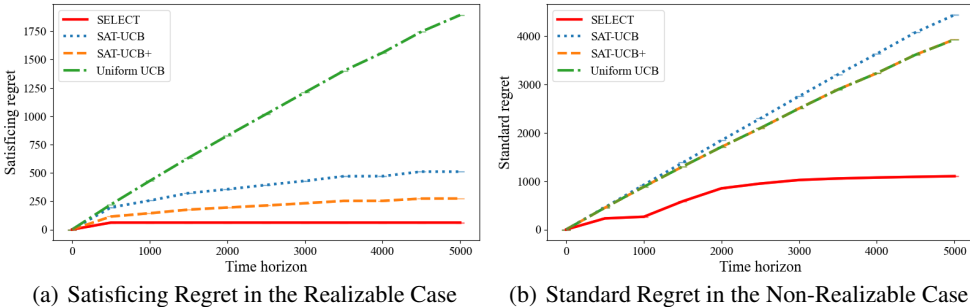 SELECT
SAT-UCB
SAT-UCB+
Uniform UCB
1750
1500
1250
1000
750
500
250
0
Satisficing regret
0 1000 2000 3000 4000 5000
Time horizon
(a) Satisficing Regret in the Realizable Case
SELECT
SAT-UCB
SAT-UCB+
Uniform UCB
4000
3000
2000
1000
0
Standard regret
0 1000 2000 3000 4000 5000
Time horizon
(b) Standard Regret in the Non-Realizable Case